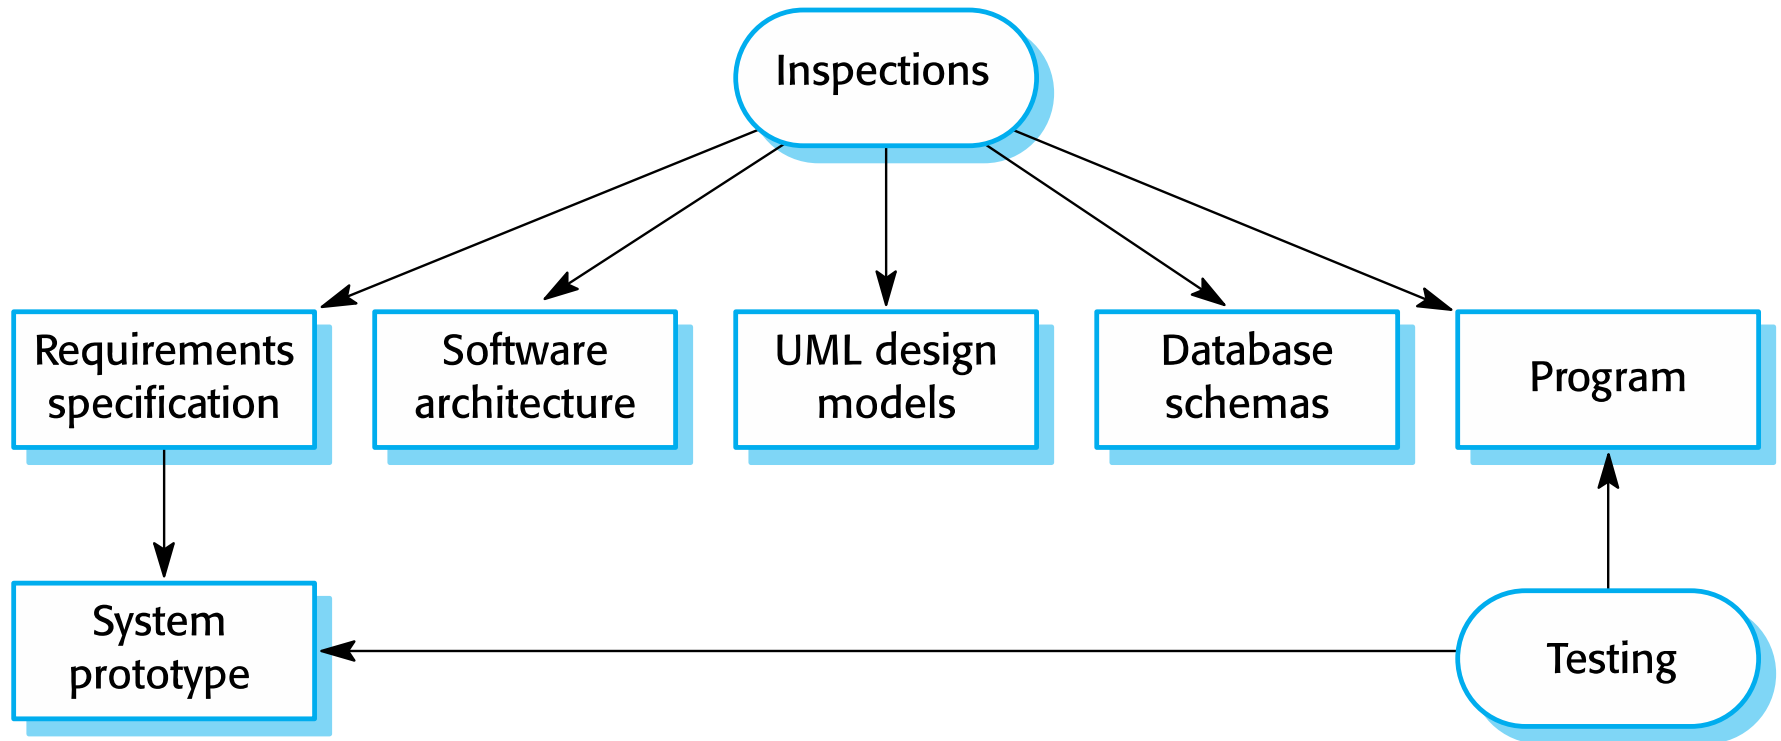 Inspections
Requirements
specification
Software
architecture
UML design
models
Database
schemas
Program
System
prototype
Testing